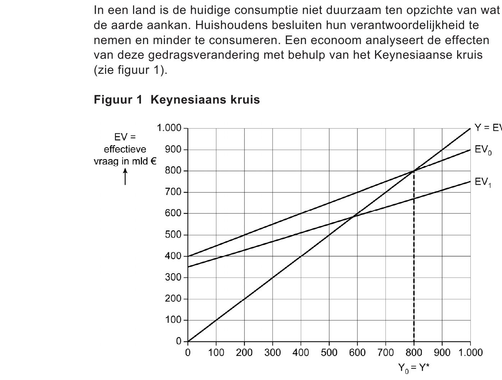 In een land is de huidige consumptie niet duurzaam ten opzichte van wat
de aarde aankan. Huishoudens besluiten hun verantwoordelijkheid te
nemen en minder te consumeren. Een econoom analyseert de effecten
van deze gedragsverandering met behulp van het Keynesiaanse kruis
(zie figuur 1).
Figuur 1 Keynesiaans kruis
EV =
effectieve
vraag in mld €
1.000
900
800
700
600
500
400
300
200
100
0
Y = EV
EV₀
EV₁
0 100 200 300 400 500 600 700 800 900 1.000
Y₀ = Y*